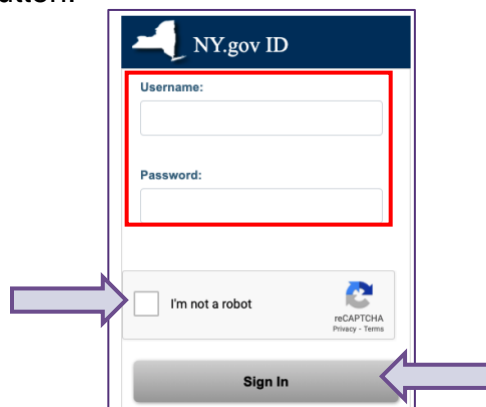 NY.gov ID
Username:
Password:
I'm not a robot
reCAPTCHA
Privacy - Terms
Sign In